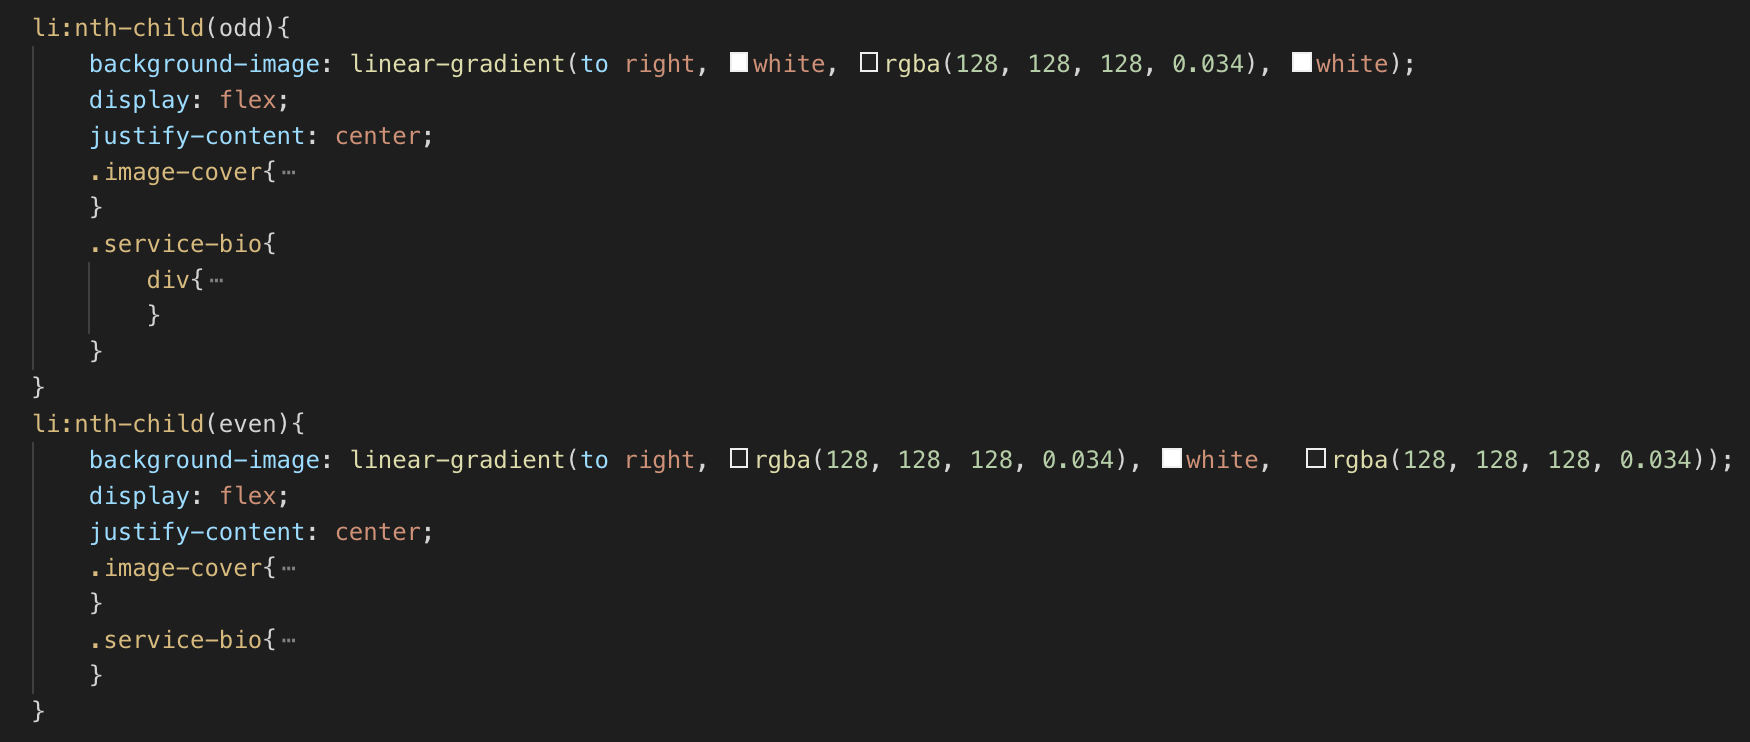 li:nth-child(odd){
    background-image: linear-gradient(to right, white, rgba(128, 128, 128, 0.034), white);
    display: flex;
    justify-content: center;
    .image-cover{⋯
    }
    .service-bio{
        div{⋯
        }
    }
}
li:nth-child(even){
    background-image: linear-gradient(to right, rgba(128, 128, 128, 0.034), white,  rgba(128, 128, 128, 0.034));
    display: flex;
    justify-content: center;
    .image-cover{⋯
    }
    .service-bio{⋯
    }
}